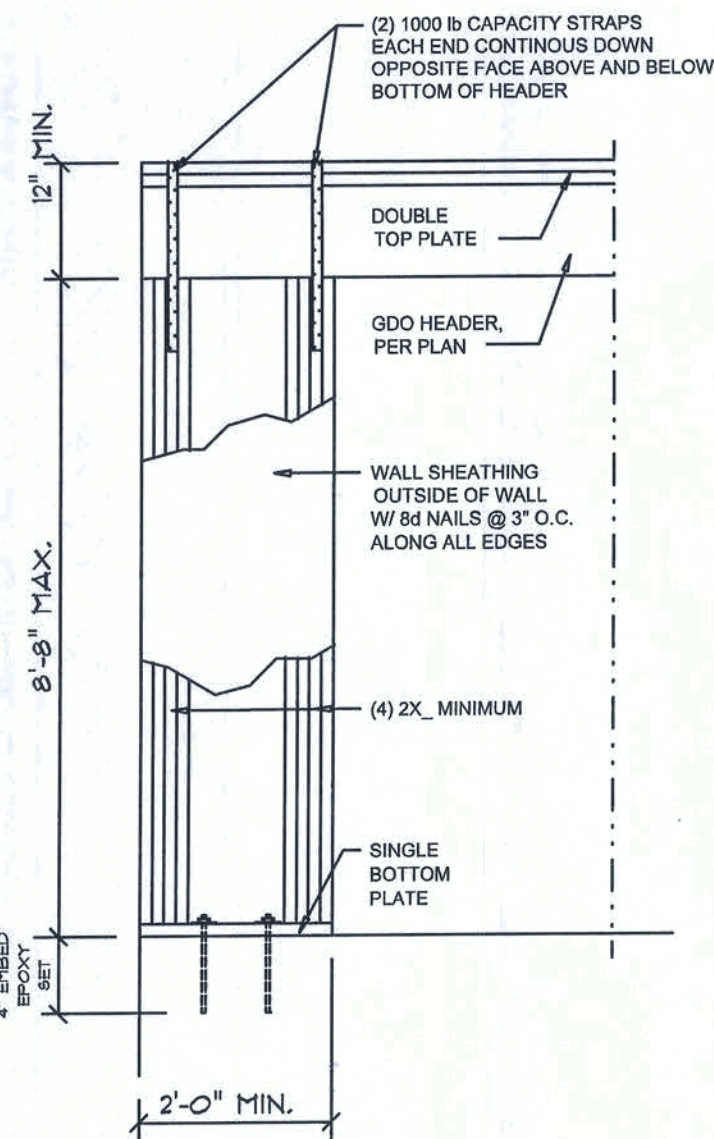 (2) 1000 lb CAPACITY STRAPS
EACH END CONTINOUS DOWN
OPPOSITE FACE ABOVE AND BELOW
BOTTOM OF HEADER
12" MIN.
DOUBLE
TOP PLATE
GDO HEADER,
PER PLAN
WALL SHEATHING
OUTSIDE OF WALL
W/ 8d NAILS @ 3" O.C.
ALONG ALL EDGES
8'-8" MAX.
(4) 2X_ MINIMUM
SINGLE
BOTTOM
PLATE
4" EMBED
EPOXY
SET
2'-0" MIN.